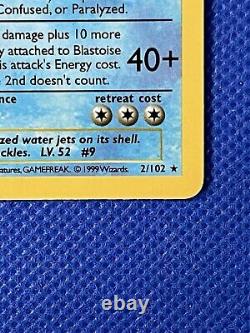 Confused, or Paralyzed.
damage plus 10 more
y attached to Blastoise
is attack's Energy cost.
e 2nd doesn't count.
40+
nce
retreat cost
zed water jets on its shell.
ckles. LV. 52 #9
atures, GAMEFREAK. © 1999 Wizards.
2/102 ★